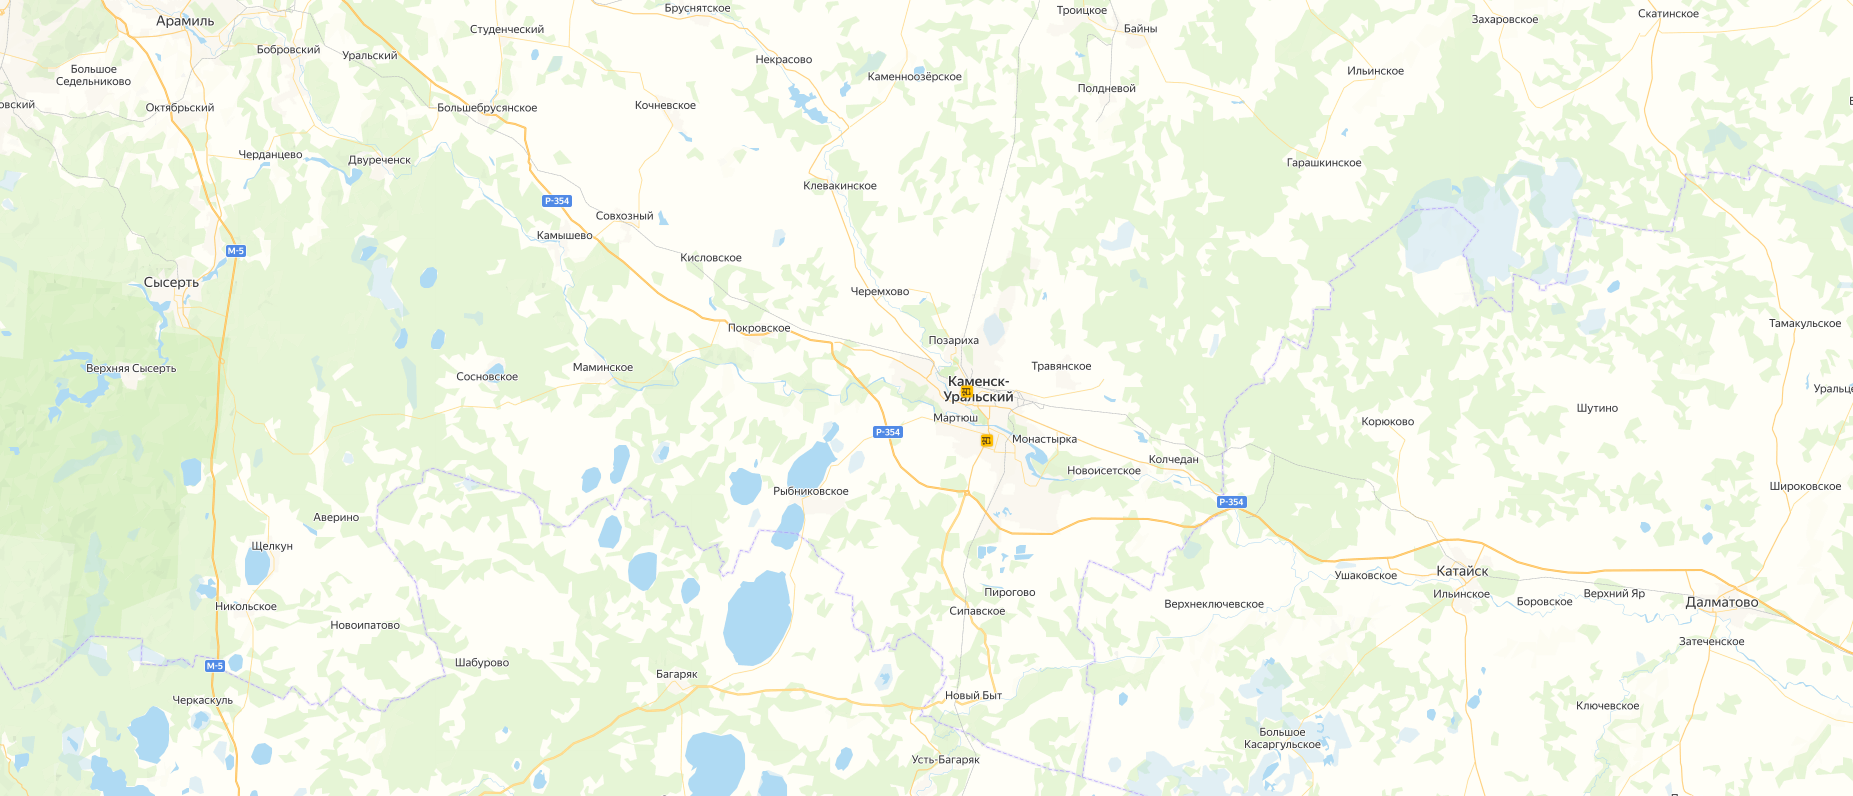 Бруснятское
Троицкое
Скатинское
Арамиль
Захаровское
Студенческий
Байны
Бобровский
Уральский
Некрасово
Большое
Седельниково
Каменноозёрское
Ильинское
Полдневой
овский
Октябрьский
Большебрусянское
Кочневское
Черданцево
Двуреченск
Гарашкинское
Клевакинское
Р-354
Совхозный
Камышево
М-5
Кисловское
Сысерть
Черемхово
Покровское
Тамакульское
Позариха
Верхняя Сысерть
Маминское
Травянское
Сосновское
Каменск-
Уральский
Уральце
Шутино
Мартюш
Корюково
Р-354
Монастырка
Колчедан
Новоисетское
Рыбниковское
Широковское
Р-354
Аверино
Щелкун
Катайск
Ушаковское
Пирогово
Ильинское
Верхний Яр
Боровское
Далматово
Никольское
Верхнеключевское
Сипавское
Новоипатово
Затеченское
Шабурово
М-5
Багаряк
Новый Быт
Черкаскуль
Ключевское
Большое
Касаргульское
Усть-Багаряк